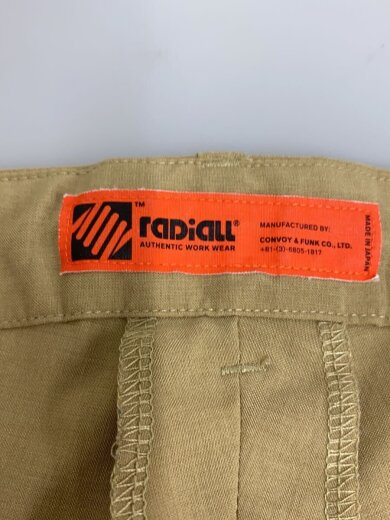 TM
radiall®
AUTHENTIC WORK WEAR
MANUFACTURED BY:
CONVOY & FUNK CO., LTD.
+81-(3)-6805-1817
MADE IN JAPAN